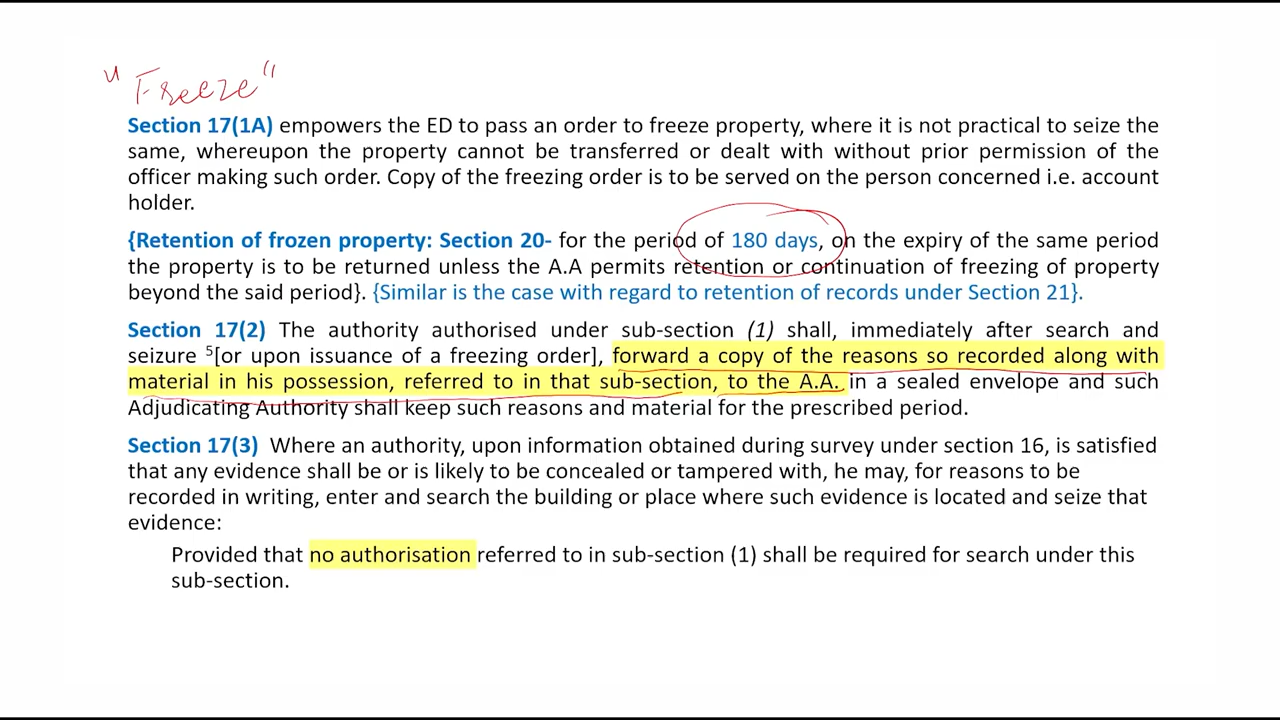 "Freeze"
Section 17(1A) empowers the ED to pass an order to freeze property, where it is not practical to seize the
same, whereupon the property cannot be transferred or dealt with without prior permission of the
officer making such order. Copy of the freezing order is to be served on the person concerned i.e. account
holder.
{Retention of frozen property: Section 20- for the period of 180 days, on the expiry of the same period
the property is to be returned unless the A.A permits retention or continuation of freezing of property
beyond the said period}. {Similar is the case with regard to retention of records under Section 21}.
Section 17(2) The authority authorised under sub-section (1) shall, immediately after search and
seizure 5[or upon issuance of a freezing order], forward a copy of the reasons so recorded along with
material in his possession, referred to in that sub-section, to the A.A. in a sealed envelope and such
Adjudicating Authority shall keep such reasons and material for the prescribed period.
Section 17(3) Where an authority, upon information obtained during survey under section 16, is satisfied
that any evidence shall be or is likely to be concealed or tampered with, he may, for reasons to be
recorded in writing, enter and search the building or place where such evidence is located and seize that
evidence:
Provided that no authorisation referred to in sub-section (1) shall be required for search under this
sub-section.